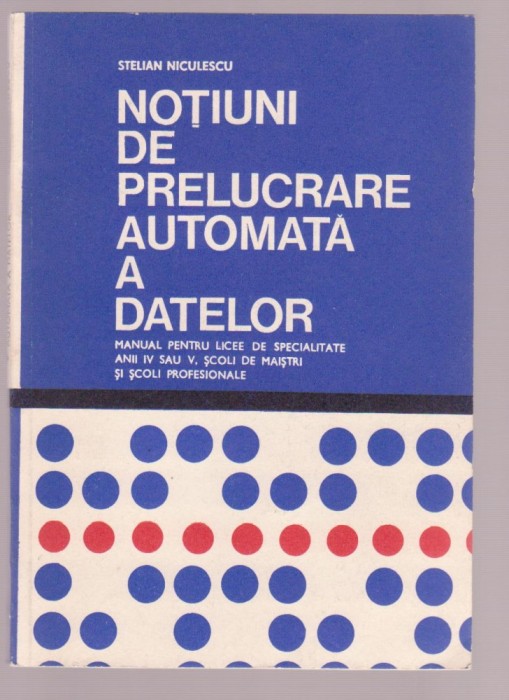 STELIAN NICULESCU
NOȚIUNI
DE
PRELUCRARE
AUTOMATĂ
A
DATELOR
MANUAL PENTRU LICEE DE SPECIALITATE
ANII IV SAU V, ȘCOLI DE MAIȘTRI
ȘI ȘCOLI PROFESIONALE